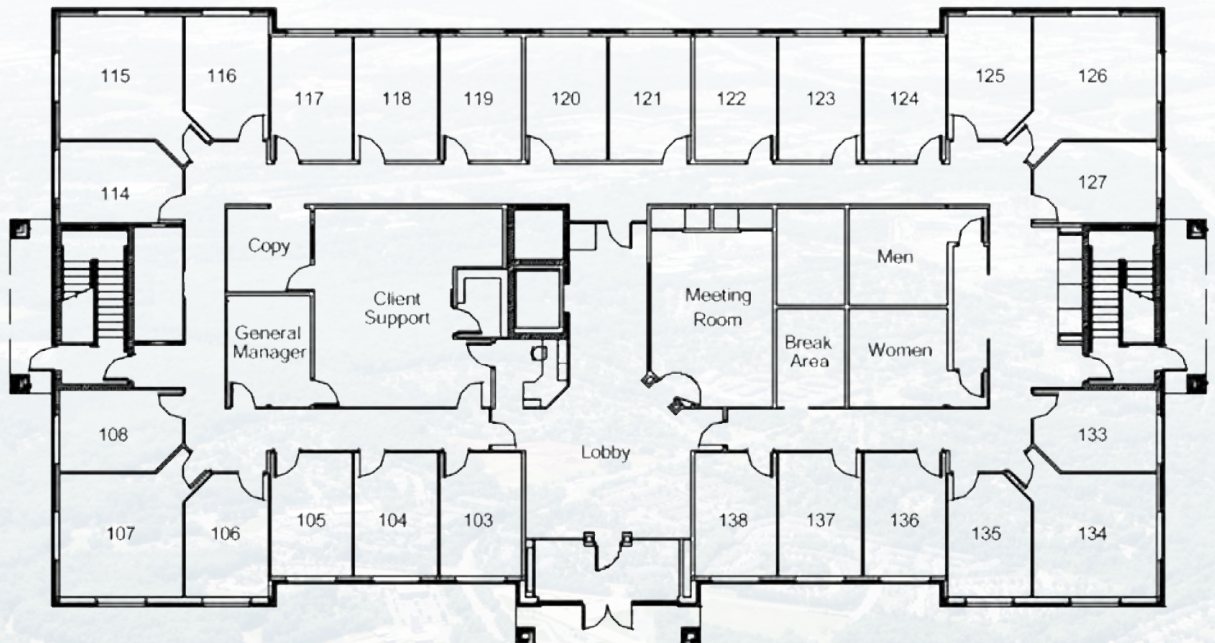 115
116
117
118
119
120
121
122
123
124
125
126
114
127
Copy
Men
Client
Support
Meeting
Room
General
Manager
Break
Area
Women
108
133
Lobby
107
106
105
104
103
138
137
136
135
134